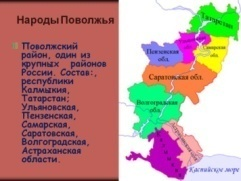 Народы Поволжья
Поволжский
район, один из
крупных районов
России. Состав:,
республики
Калмыкия,
Татарстан;
Ульяновская,
Пензенская,
Самарская,
Саратовская,
Волгоградская,
Астраханская
области.
Татарстан
Пензенская
обл.
Самарская
обл.
Саратовская обл.
Волгоградская
обл.
Каспийское море